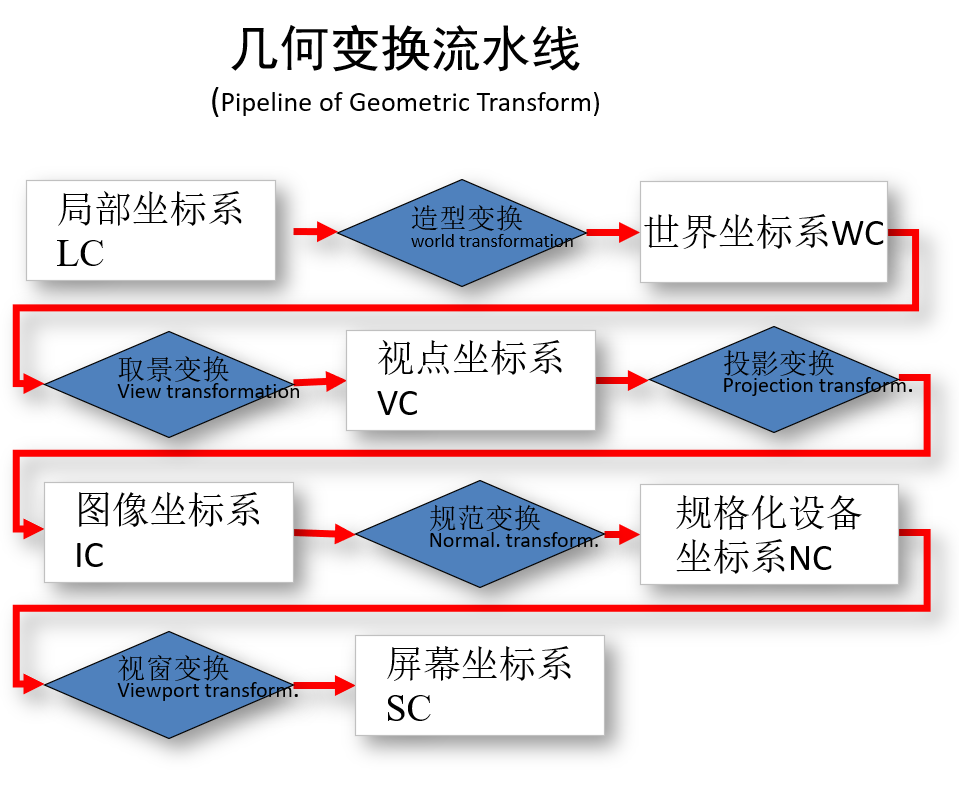 几何变换流水线
(Pipeline of Geometric Transform)
局部坐标系
LC
造型变换
world transformation
世界坐标系WC
取景变换
View transformation
视点坐标系
VC
投影变换
Projection transform.
图像坐标系
IC
规范变换
Normal. transform.
规格化设备
坐标系NC
视窗变换
Viewport transform.
屏幕坐标系
SC